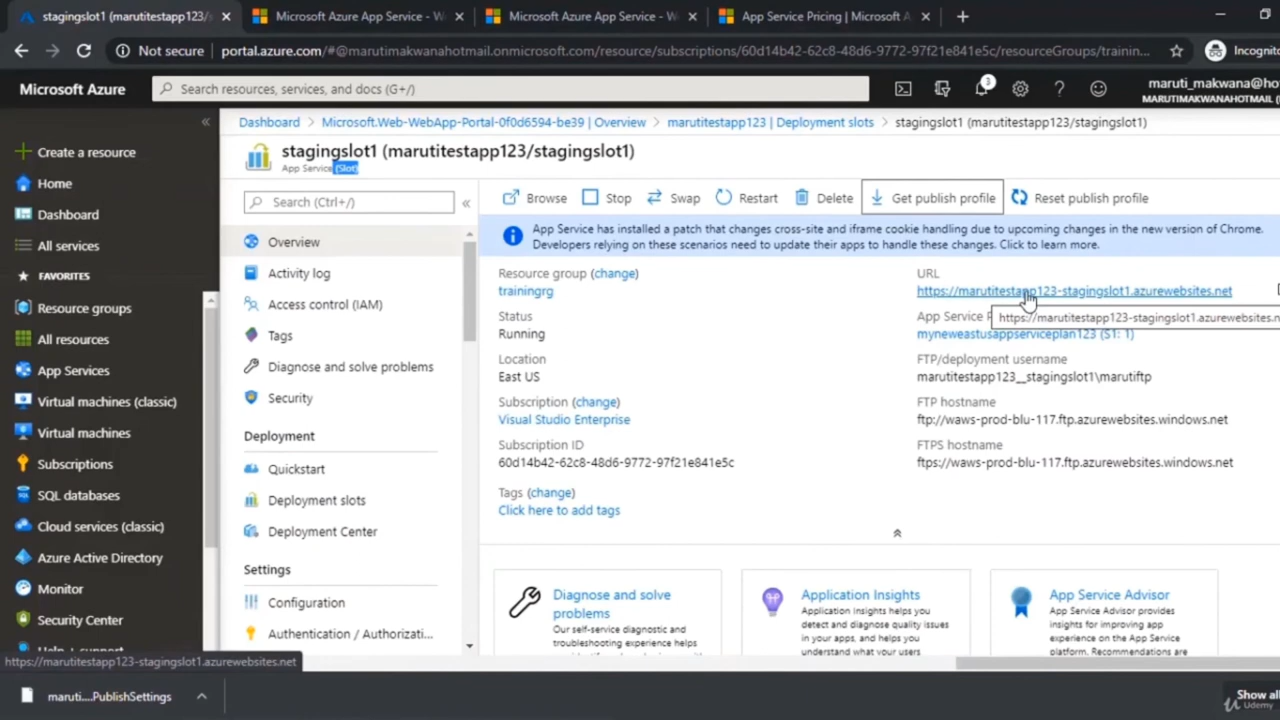 stagingslot1 (marutitestapp123/s
Microsoft Azure App Service - W
Microsoft Azure App Service - W
App Service Pricing | Microsoft A
Not secure
portal.azure.com/#@marutimakwanahotmail.onmicrosoft.com/resource/subscriptions/60d14b42-62c8-48d6-9772-97f21e841e5c/resourceGroups/trainin...
Incognito
Microsoft Azure
Search resources, services, and docs (G+/)
3
maruti_makwana@ho
MARUTIMAKWANAHOTMAIL (
Dashboard > Microsoft.Web-WebApp-Portal-0f0d6594-be39 | Overview > marutitestapp123 | Deployment slots > stagingslot1 (marutitestapp123/stagingslot1)
stagingslot1 (marutitestapp123/stagingslot1)
App Service (Slot)
Create a resource
Home
Dashboard
All services
FAVORITES
Resource groups
All resources
App Services
Virtual machines (classic)
Virtual machines
Subscriptions
SQL databases
Cloud services (classic)
Azure Active Directory
Monitor
Security Center
Help + support
Search (Ctrl+/)
Overview
Activity log
Access control (IAM)
Tags
Diagnose and solve problems
Security
Deployment
Quickstart
Deployment slots
Deployment Center
Settings
Configuration
Authentication / Authorizati...
Browse
Stop
Swap
Restart
Delete
Get publish profile
Reset publish profile
App Service has installed a patch that changes cross-site and iframe cookie handling due to upcoming changes in the new version of Chrome.
Developers relying on these scenarios need to update their apps to handle these changes. Click to learn more.
Resource group (change)
trainingrg
Status
Running
Location
East US
Subscription (change)
Visual Studio Enterprise
Subscription ID
60d14b42-62c8-48d6-9772-97f21e841e5c
Tags (change)
Click here to add tags
URL
https://marutitestapp123-stagingslot1.azurewebsites.net
App Service P
https://marutitestapp123-stagingslot1.azurewebsites.n
myneweastusappserviceplan123 (S1: 1)
FTP/deployment username
marutitestapp123__stagingslot1\marutiftp
FTP hostname
ftp://waws-prod-blu-117.ftp.azurewebsites.windows.net
FTPS hostname
ftps://waws-prod-blu-117.ftp.azurewebsites.windows.net
Diagnose and solve
problems
Our self-service diagnostic and
troubleshooting experience helps
Application Insights
Application Insights helps you
detect and diagnose quality issues
in your apps, and helps you
understand what your users
App Service Advisor
App Service Advisor provides
insights for improving app
experience on the App Service
platform. Recommendations are
https://marutitestapp123-stagingslot1.azurewebsites.net
maruti....PublishSettings
Show all
Udemy